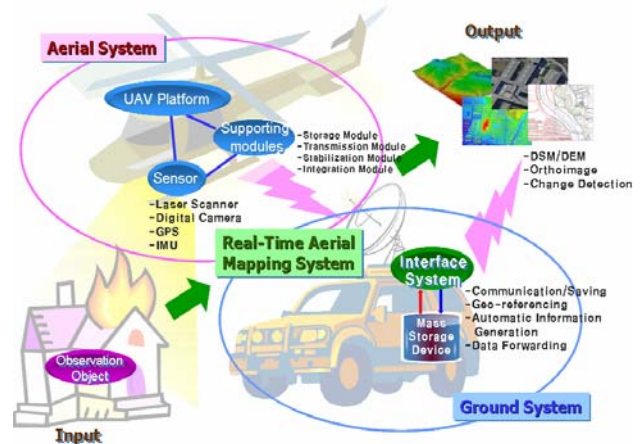 Aerial System
UAV Platform
Supporting
modules
Sensor
-Storage Module
-Transmission Module
-Stabilization Module
-Integration Module
-Laser Scanner
-Digital Camera
-GPS
-IMU
Output
-DSM/DEM
-Orthoimage
-Change Detection
Real-Time Aerial
Mapping System
Interface
System
Mass
Storage
Device
-Communication/Saving
-Geo-referencing
-Automatic Information
Generation
-Data Forwarding
Ground System
Observation
Object
Input